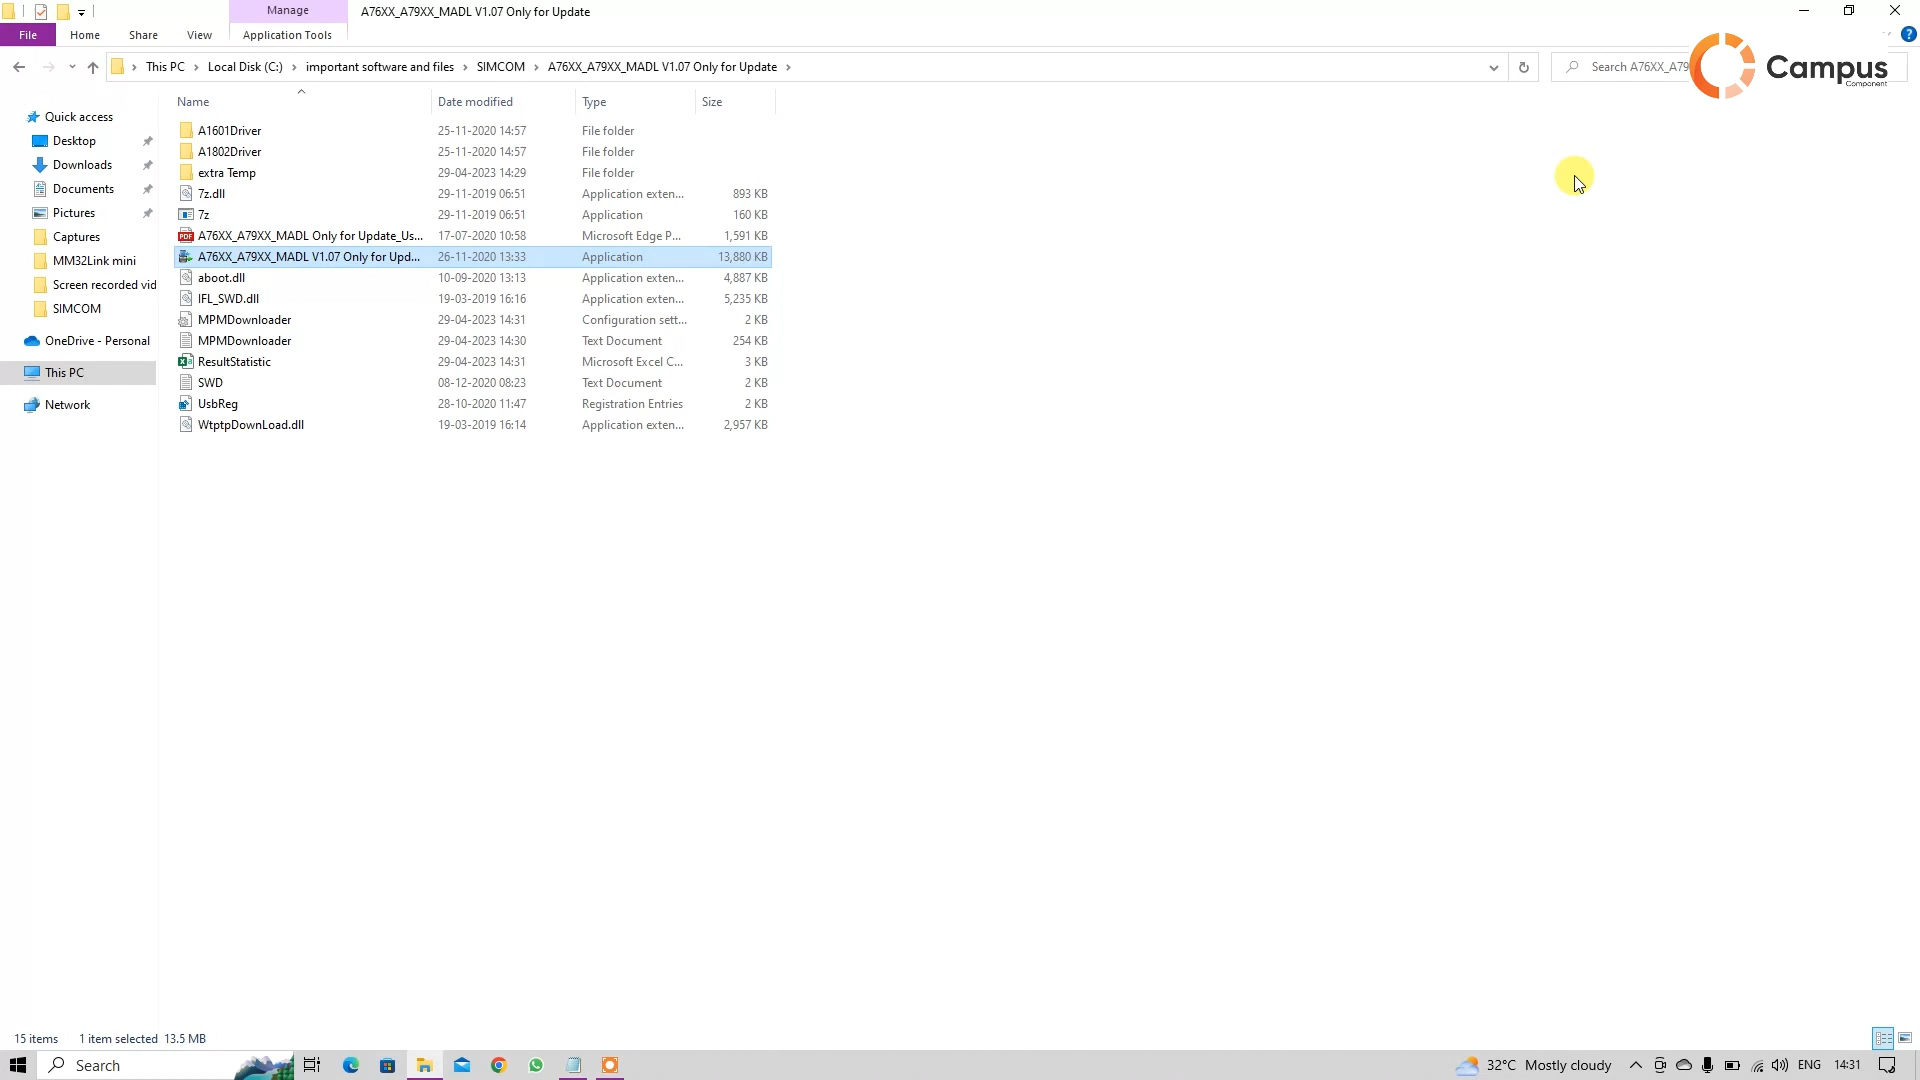 Manage
A76XX_A79XX_MADL V1.07 Only for Update
File
Home
Share
View
Application Tools
This PC
Local Disk (C:)
important software and files
SIMCOM
A76XX_A79XX_MADL V1.07 Only for Update
Search A76XX_A79
Campus
Component
Name
Date modified
Type
Size
Quick access
Desktop
Downloads
Documents
Pictures
Captures
MM32Link mini
Screen recorded vid
SIMCOM
OneDrive - Personal
This PC
Network
A1601Driver 25-11-2020 14:57 File folder
A1802Driver 25-11-2020 14:57 File folder
extra Temp 29-04-2023 14:29 File folder
7z.dll 29-11-2019 06:51 Application exten... 893 KB
7z 29-11-2019 06:51 Application 160 KB
A76XX_A79XX_MADL Only for Update_Us... 17-07-2020 10:58 Microsoft Edge P... 1,591 KB
A76XX_A79XX_MADL V1.07 Only for Upd... 26-11-2020 13:33 Application 13,880 KB
aboot.dll 10-09-2020 13:13 Application exten... 4,887 KB
IFL_SWD.dll 19-03-2019 16:16 Application exten... 5,235 KB
MPMDownloader 29-04-2023 14:31 Configuration sett... 2 KB
MPMDownloader 29-04-2023 14:30 Text Document 254 KB
ResultStatistic 29-04-2023 14:31 Microsoft Excel C... 3 KB
SWD 08-12-2020 08:23 Text Document 2 KB
UsbReg 28-10-2020 11:47 Registration Entries 2 KB
WtptpDownLoad.dll 19-03-2019 16:14 Application exten... 2,957 KB
15 items
1 item selected 13.5 MB
Search
32°C Mostly cloudy
ENG
14:31